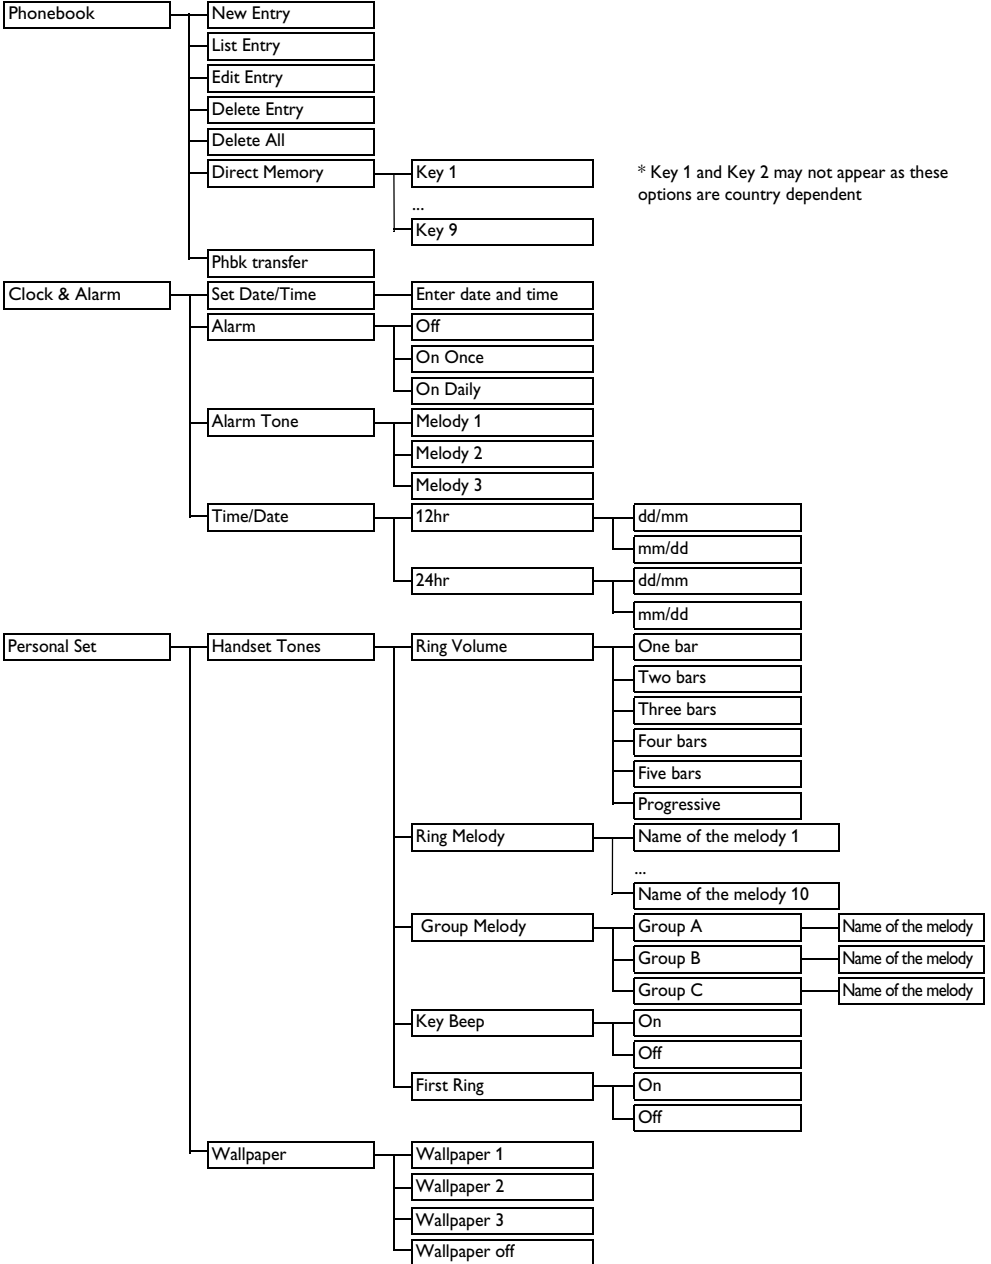 Phonebook
New Entry
List Entry
Edit Entry
Delete Entry
Delete All
Direct Memory
Key 1
...
Key 9
* Key 1 and Key 2 may not appear as these
options are country dependent
Phbk transfer
Clock & Alarm
Set Date/Time
Enter date and time
Alarm
Off
On Once
On Daily
Alarm Tone
Melody 1
Melody 2
Melody 3
Time/Date
12hr
dd/mm
mm/dd
24hr
dd/mm
mm/dd
Personal Set
Handset Tones
Ring Volume
One bar
Two bars
Three bars
Four bars
Five bars
Progressive
Ring Melody
Name of the melody 1
...
Name of the melody 10
Group Melody
Group A
Name of the melody
Group B
Name of the melody
Group C
Name of the melody
Key Beep
On
Off
First Ring
On
Off
Wallpaper
Wallpaper 1
Wallpaper 2
Wallpaper 3
Wallpaper off